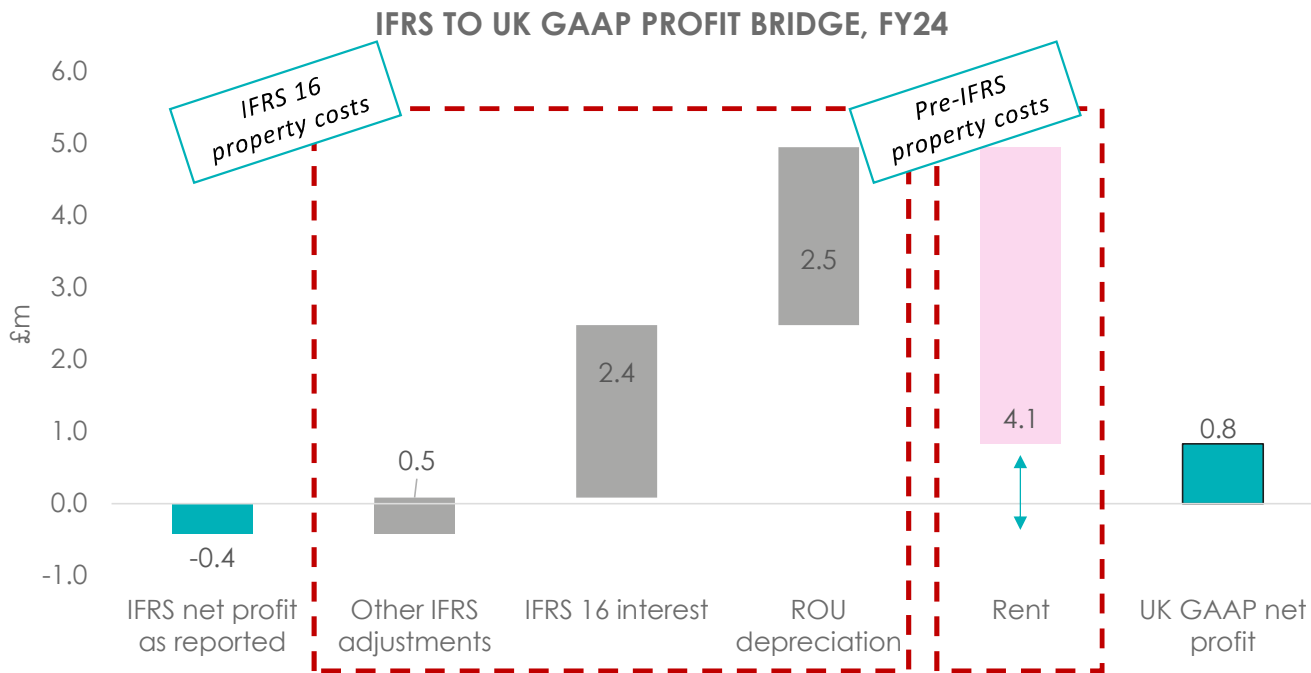 IFRS TO UK GAAP PROFIT BRIDGE, FY24
IFRS 16
property costs
Pre-IFRS
property costs
£m
6.0
5.0
4.0
3.0
2.0
1.0
0.0
-1.0
-0.4
0.5
2.4
2.5
4.1
0.8
IFRS net profit
as reported
Other IFRS
adjustments
IFRS 16 interest
ROU
depreciation
Rent
UK GAAP net
profit